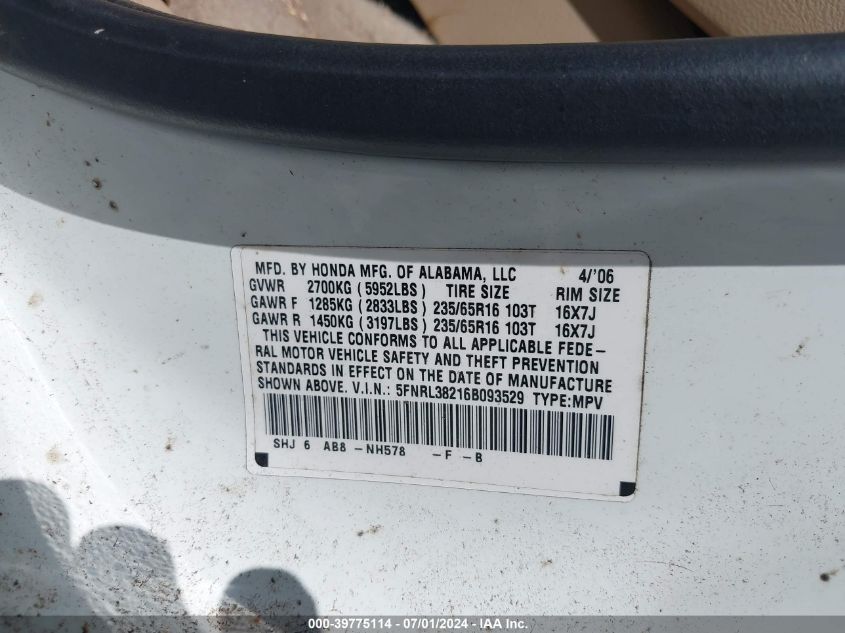 MFD. BY HONDA MFG. OF ALABAMA, LLC 4/'06
GVWR 2700KG (5952LBS) TIRE SIZE RIM SIZE
GAWR F 1285KG (2833LBS) 235/65R16 103T 16X7J
GAWR R 1450KG (3197LBS) 235/65R16 103T 16X7J
THIS VEHICLE CONFORMS TO ALL APPLICABLE FEDE-
RAL MOTOR VEHICLE SAFETY AND THEFT PREVENTION
STANDARDS IN EFFECT ON THE DATE OF MANUFACTURE
SHOWN ABOVE. V.I.N.: 5FNRL38216B093529 TYPE:MPV
SHJ 6 AB8 -NH578 -F -B
000-39775114 - 07/01/2024 - IAA Inc.